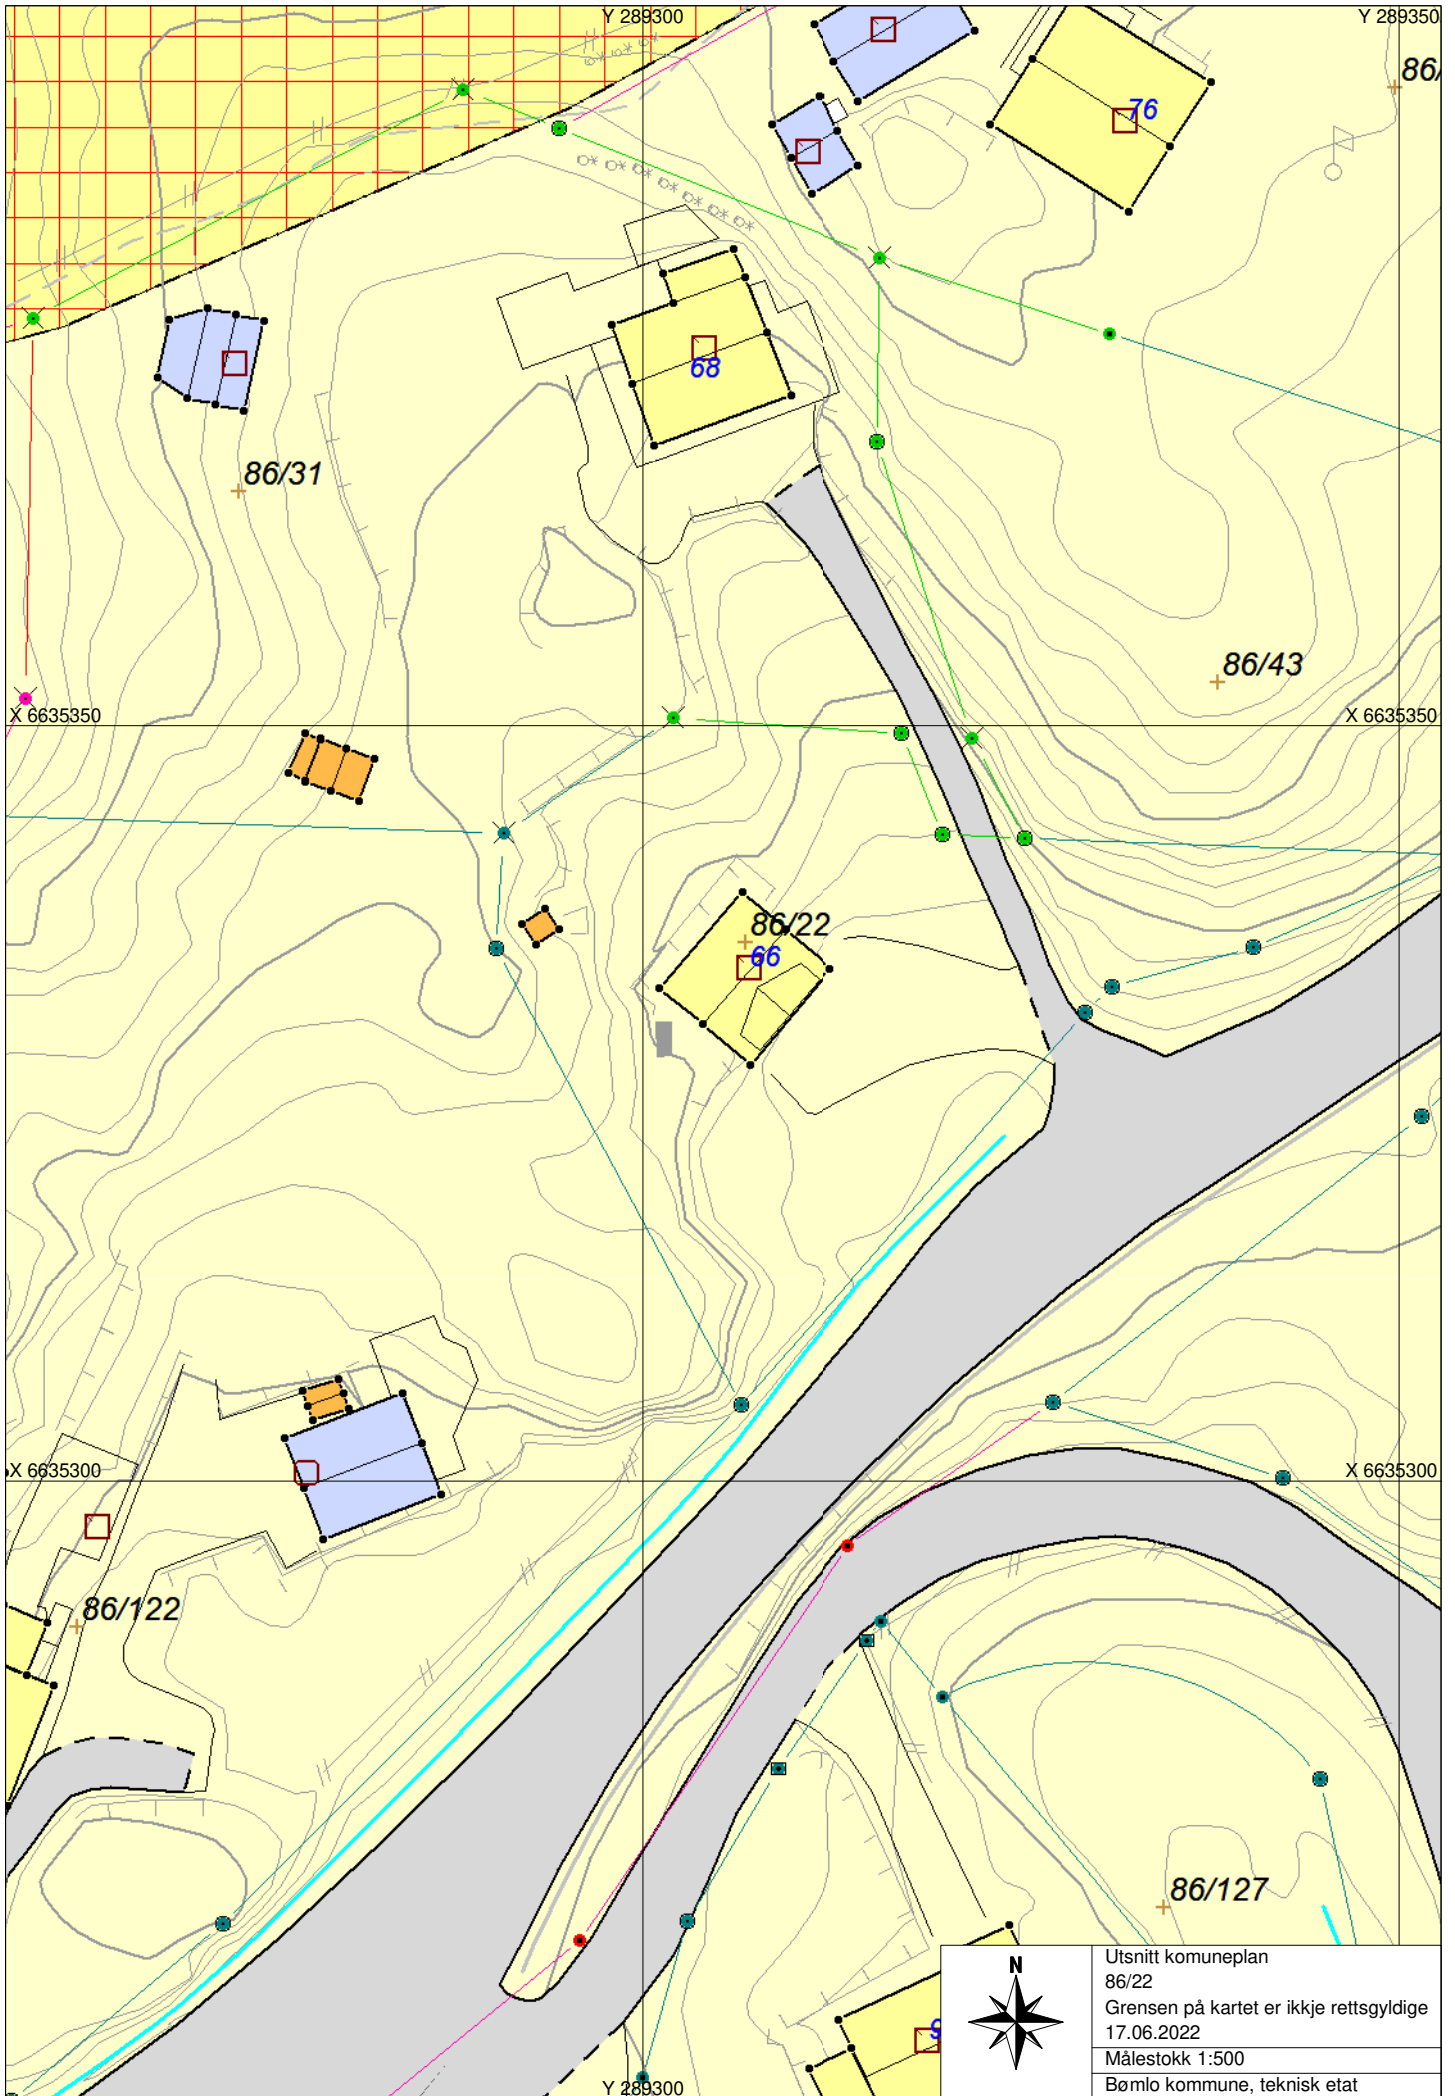 Y 289300
Y 289350
86/
76
68
86/31
86/43
X 6635350
X 6635350
86/22
66
X 6635300
X 6635300
86/122
86/127
9
N
Utsnitt komuneplan
86/22
Grensen på kartet er ikkje rettsgyldige
17.06.2022
Målestokk 1:500
Bømlo kommune, teknisk etat
Y 289300